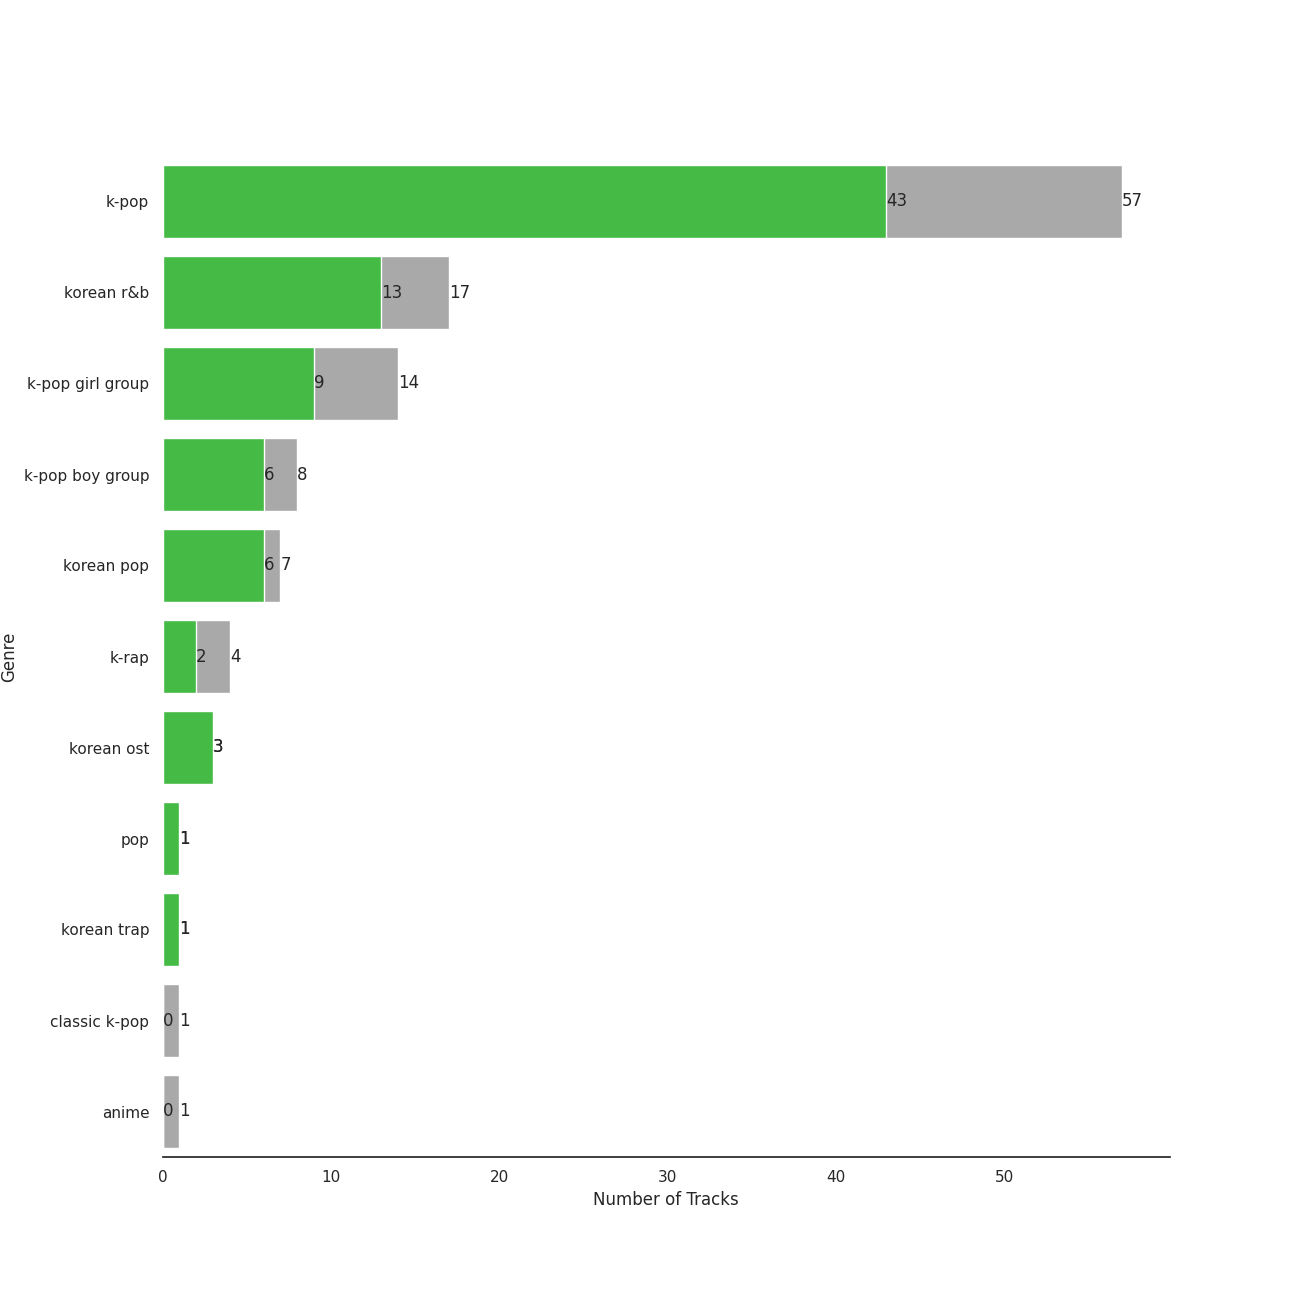 k-pop 43 57
korean r&b 13 17
k-pop girl group 9 14
k-pop boy group 6 8
korean pop 6 7
k-rap 2 4
Genre
korean ost 3
pop 1
korean trap 1
classic k-pop 0 1
anime 0 1
0 10 20 30 40 50
Number of Tracks